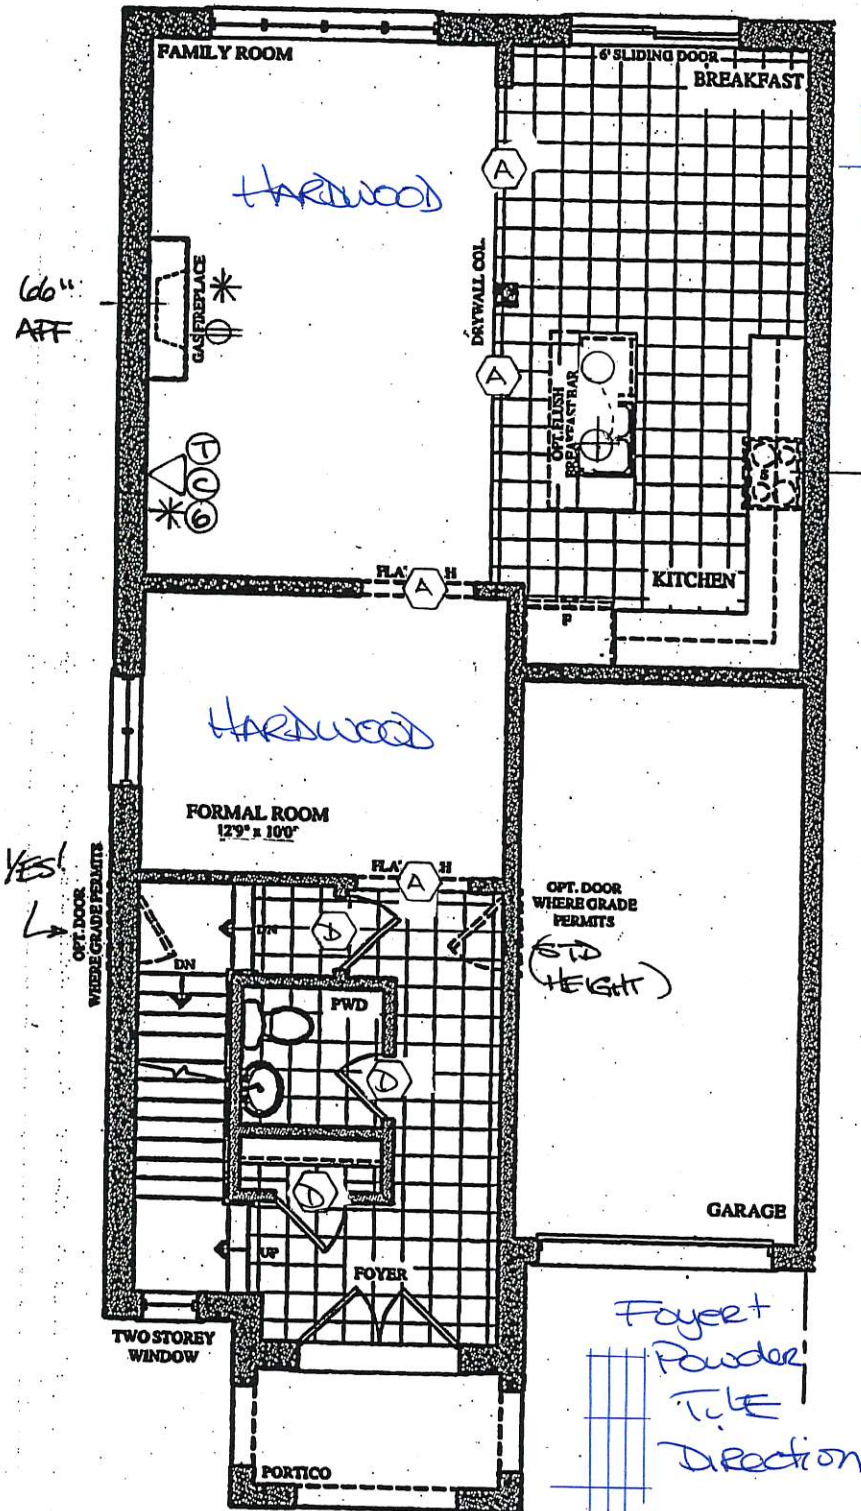 FAMILY ROOM
6' SLIDING DOOR
BREAKFAST
HARDWOOD
A
66"
AFF
GAS FIREPLACE
DRYWALL COL.
A
OPT. FLUSH
BREAKFAST BAR
T
C
6
KITCHEN
A
P
HARDWOOD
FORMAL ROOM
12'9" x 10'0"
YES!
OPT. DOOR
WHERE GRADE PERMITS
A
OPT. DOOR
WHERE GRADE
PERMITS
(STD
HEIGHT)
DN
D
DN
PWD
D
D
GARAGE
UP
FOYER
TWO STOREY
WINDOW
Foyer +
Powder
TILE
DIRECTION
PORTICO